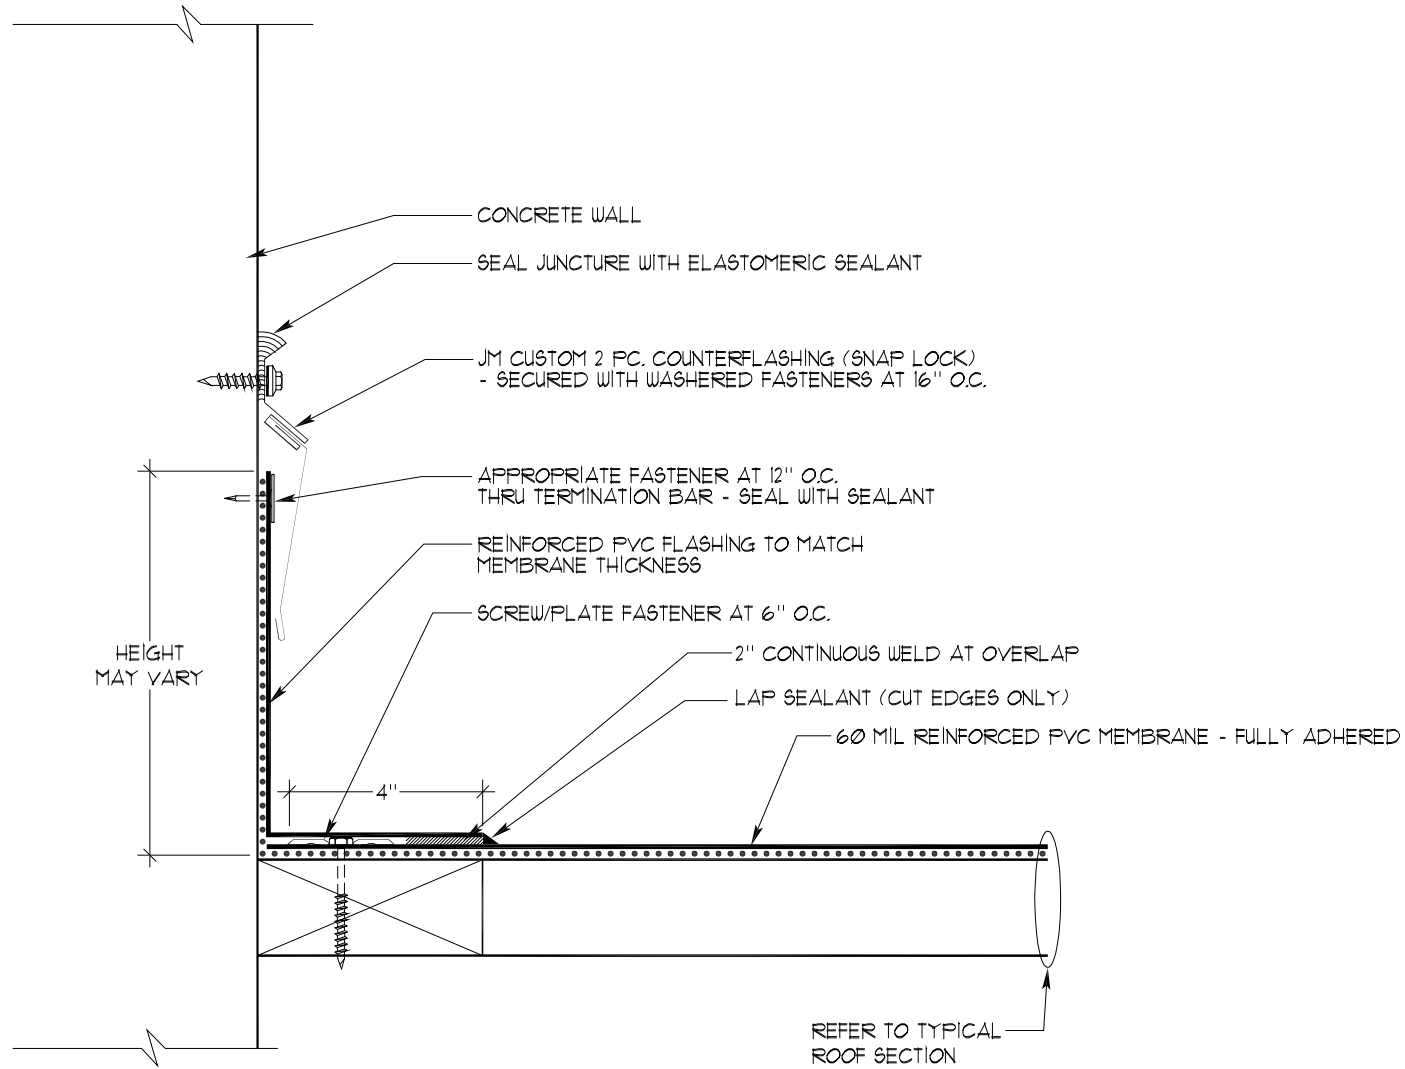 CONCRETE WALL
SEAL JUNCTURE WITH ELASTOMERIC SEALANT
JM CUSTOM 2 PC. COUNTERFLASHING (SNAP LOCK)
- SECURED WITH WASHERED FASTENERS AT 16" O.C.
APPROPRIATE FASTENER AT 12" O.C.
THRU TERMINATION BAR - SEAL WITH SEALANT
REINFORCED PVC FLASHING TO MATCH
MEMBRANE THICKNESS
SCREW/PLATE FASTENER AT 6" O.C.
HEIGHT
MAY VARY
2" CONTINUOUS WELD AT OVERLAP
LAP SEALANT (CUT EDGES ONLY)
60 MIL REINFORCED PVC MEMBRANE - FULLY ADHERED
4"
REFER TO TYPICAL
ROOF SECTION